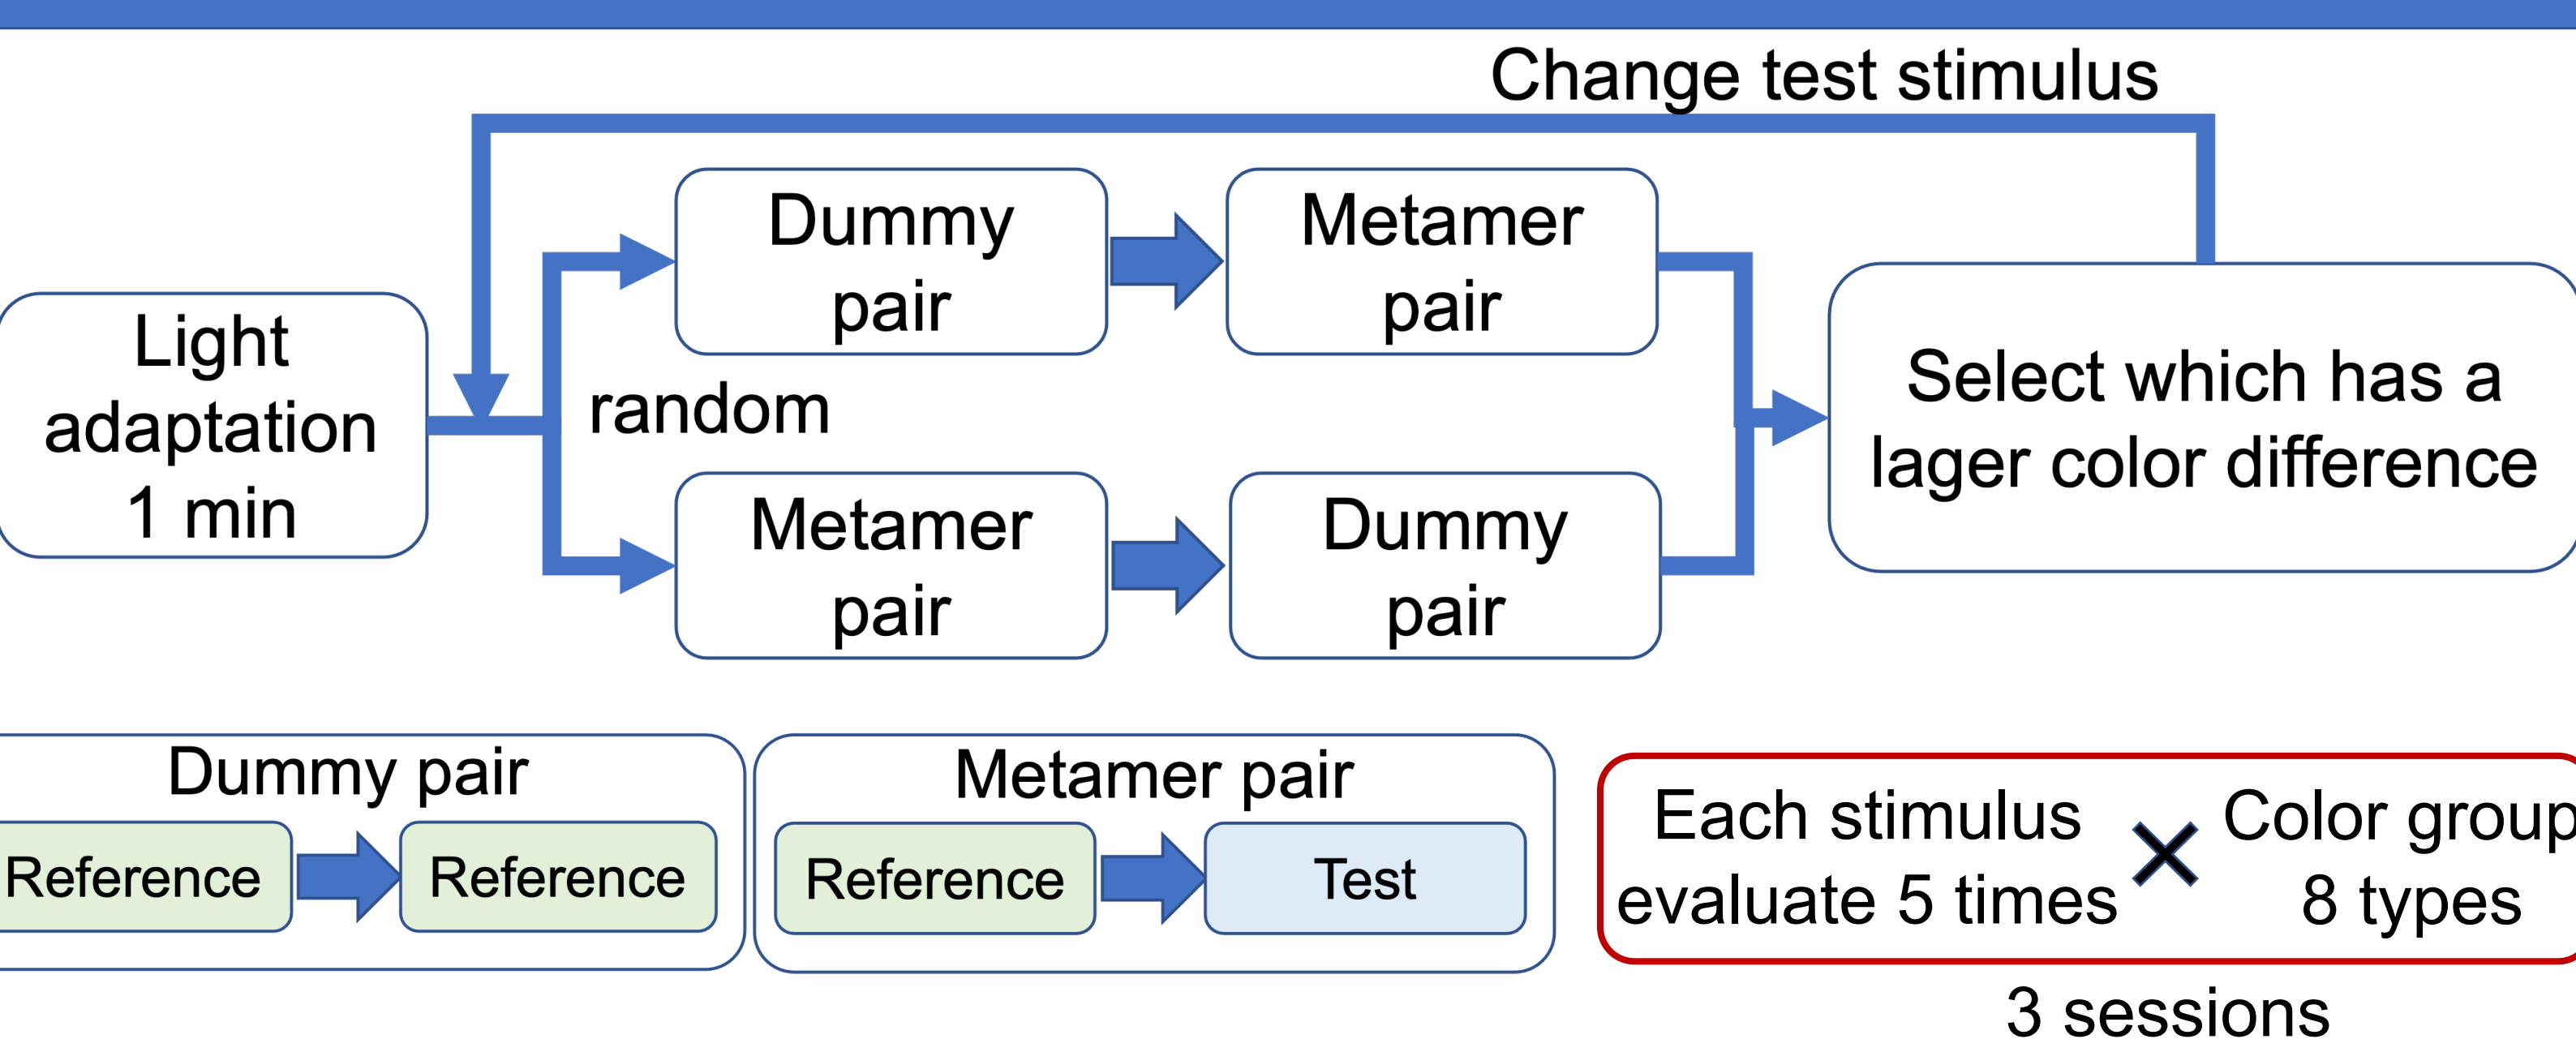 Change test stimulus
Light
adaptation
1 min
random
Dummy
pair
Metamer
pair
Metamer
pair
Dummy
pair
Select which has a
lager color difference
Dummy pair
Reference
Reference
Metamer pair
Reference
Test
Each stimulus
evaluate 5 times
Color group
8 types
3 sessions